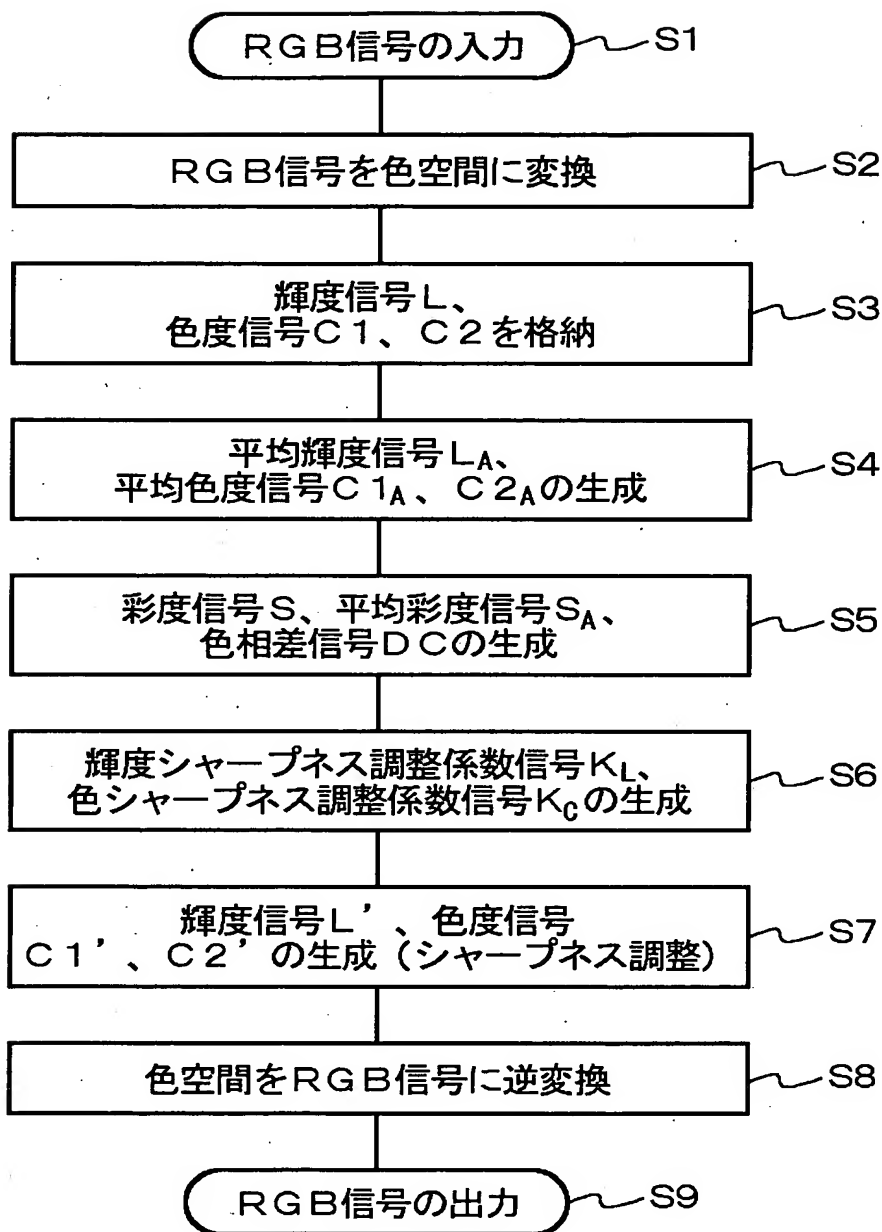 RGB信号の入力 S1
RGB信号を色空間に変換 S2
輝度信号L、
色度信号C1、C2を格納 S3
平均輝度信号LA、
平均色度信号C1A、C2Aの生成 S4
彩度信号S、平均彩度信号SA、
色相差信号DCの生成 S5
輝度シャープネス調整係数信号KL、
色シャープネス調整係数信号KCの生成 S6
輝度信号L'、色度信号
C1'、C2'の生成（シャープネス調整） S7
色空間をRGB信号に逆変換 S8
RGB信号の出力 S9